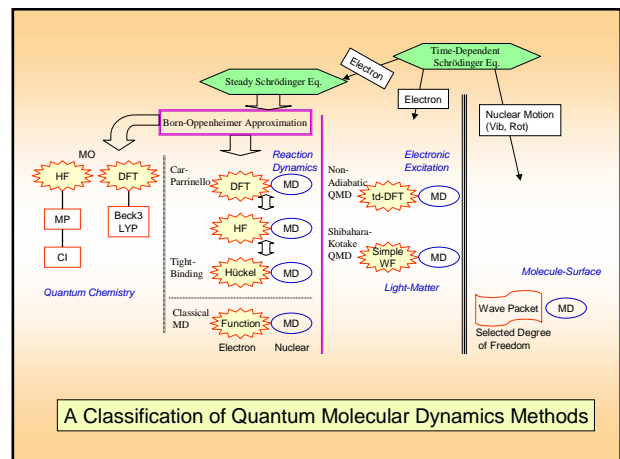 Time-Dependent
Schrödinger Eq.
Electron
Steady Schrödinger Eq.
Electron
Nuclear Motion
(Vib, Rot)
Born-Oppenheimer Approximation
MO
HF
DFT
MP
Beck3
LYP
CI
Quantum Chemistry
Reaction
Dynamics
Car-
Parrinello
DFT
MD
HF
MD
Tight-
Binding
Hückel
MD
Classical
MD
Function
MD
Electron
Nuclear
Electronic
Excitation
Non-
Adiabatic
QMD
td-DFT
MD
Shibahara-
Kotake
QMD
Simple
WF
MD
Light-Matter
Molecule-Surface
Wave Packet
MD
Selected Degree
of Freedom
A Classification of Quantum Molecular Dynamics Methods